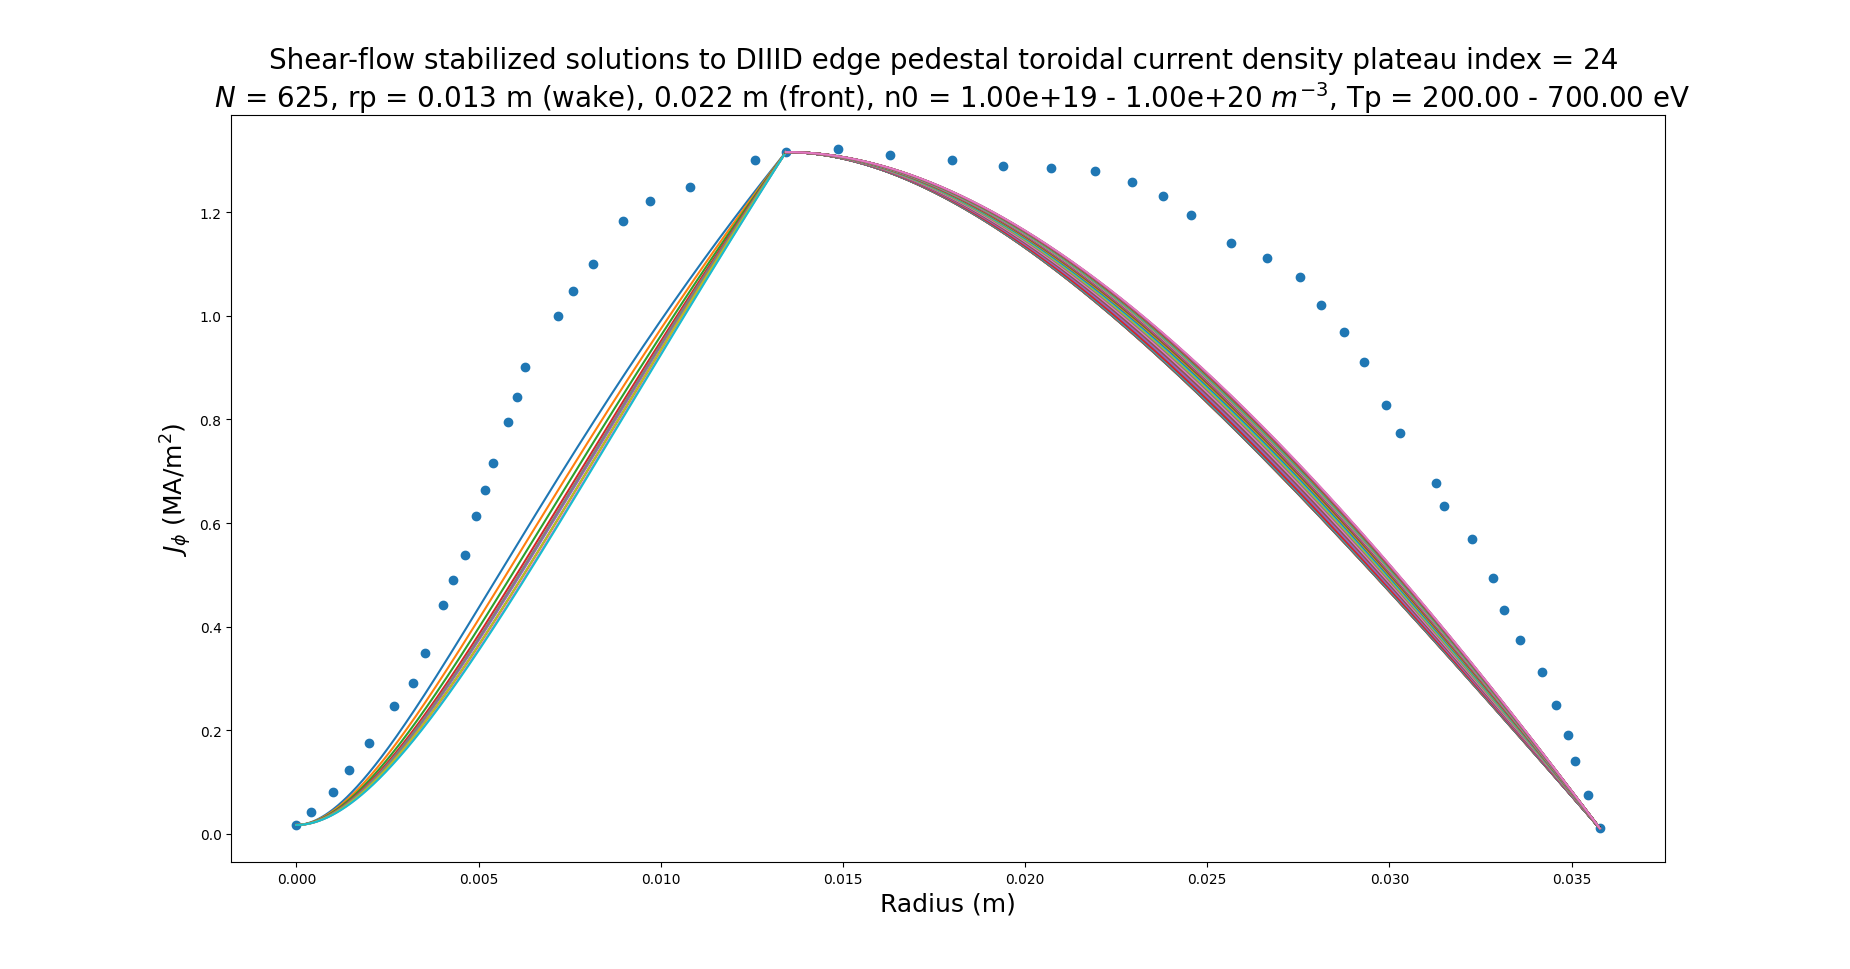 Shear-flow stabilized solutions to DIIID edge pedestal toroidal current density plateau index = 24
N = 625, rp = 0.013 m (wake), 0.022 m (front), n0 = 1.00e+19 - 1.00e+20 m⁻³, Tp = 200.00 - 700.00 eV
1.2
1.0
0.8
0.6
0.4
0.2
0.0
J_ϕ (MA/m²)
0.000 0.005 0.010 0.015 0.020 0.025 0.030 0.035
Radius (m)